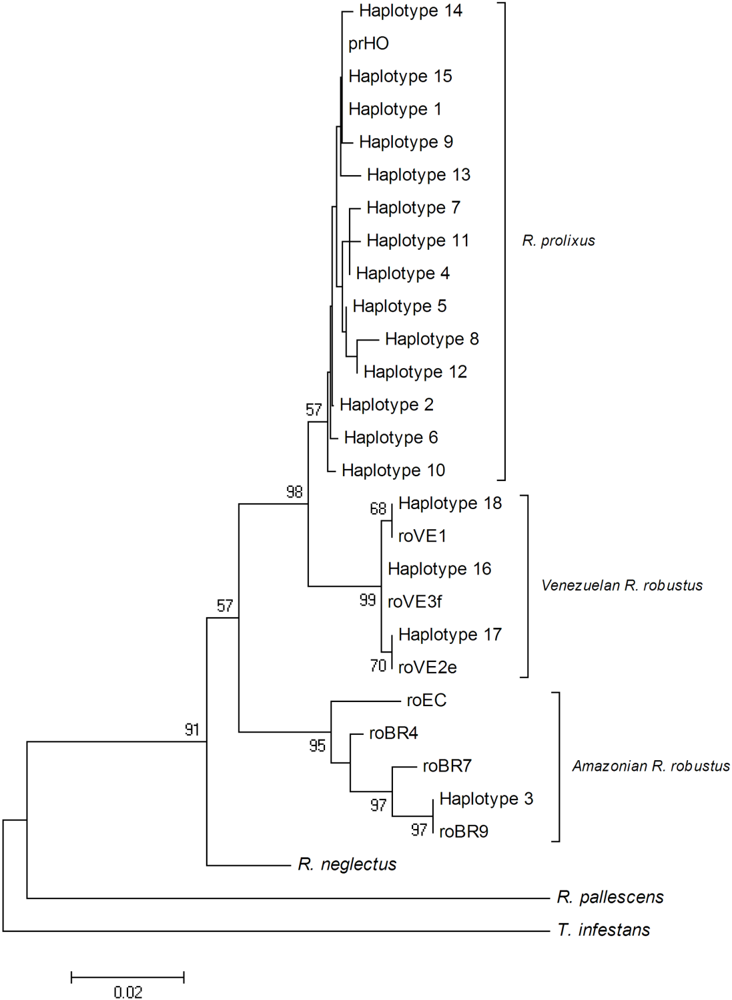 Haplotype 14
prHO
Haplotype 15
Haplotype 1
Haplotype 9
Haplotype 13
Haplotype 7
Haplotype 11
R. prolixus
Haplotype 4
Haplotype 5
Haplotype 8
Haplotype 12
Haplotype 2
57
Haplotype 6
Haplotype 10
98
Haplotype 18
68
roVE1
Haplotype 16
Venezuelan R. robustus
99
roVE3f
57
Haplotype 17
70
roVE2e
roEC
91
roBR4
95
roBR7
Amazonian R. robustus
Haplotype 3
97
97
roBR9
R. neglectus
R. pallescens
T. infestans
0.02